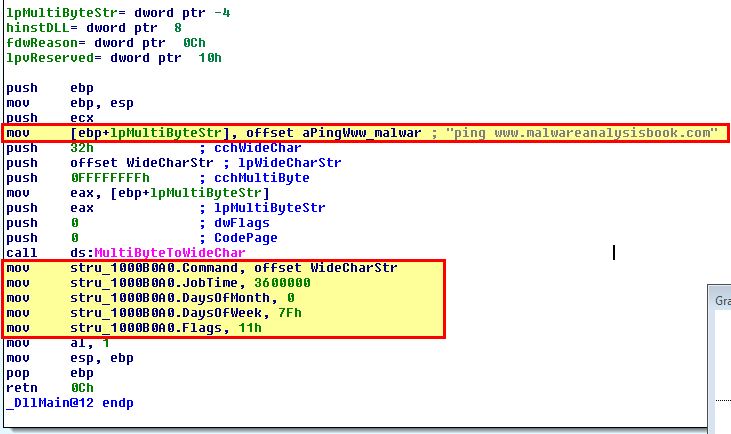 lpMultiByteStr= dword ptr -4
hinstDLL= dword ptr  8
fdwReason= dword ptr  0Ch
lpvReserved= dword ptr  10h
push    ebp
mov     ebp, esp
push    ecx
mov     [ebp+lpMultiByteStr], offset aPingWww_malwar ; "ping www.malwareanalysisbook.com"
push    32h             ; cchWideChar
push    offset WideCharStr ; lpWideCharStr
push    0FFFFFFFFh      ; cchMultiByte
mov     eax, [ebp+lpMultiByteStr]
push    eax             ; lpMultiByteStr
push    0               ; dwFlags
push    0               ; CodePage
call    ds:MultiByteToWideChar
mov     stru_1000B0A0.Command, offset WideCharStr
mov     stru_1000B0A0.JobTime, 3600000
mov     stru_1000B0A0.DaysOfMonth, 0
mov     stru_1000B0A0.DaysOfWeek, 7Fh
mov     stru_1000B0A0.Flags, 11h
mov     al, 1
mov     esp, ebp
pop     ebp
retn    0Ch
_DllMain@12 endp
Gra